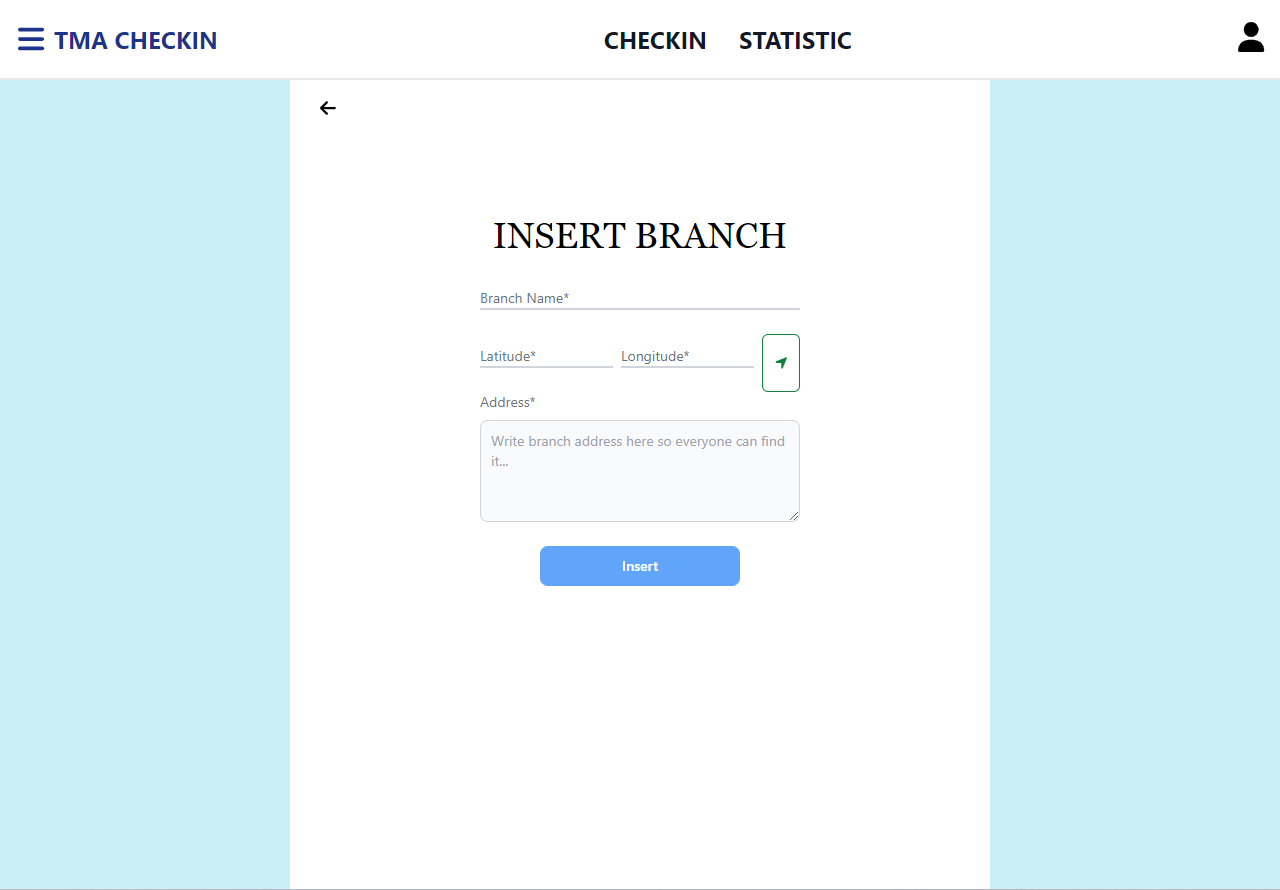 TMA CHECKIN
CHECKIN
STATISTIC
INSERT BRANCH
Branch Name*
Latitude*
Longitude*
Address*
Write branch address here so everyone can find
it...
Insert